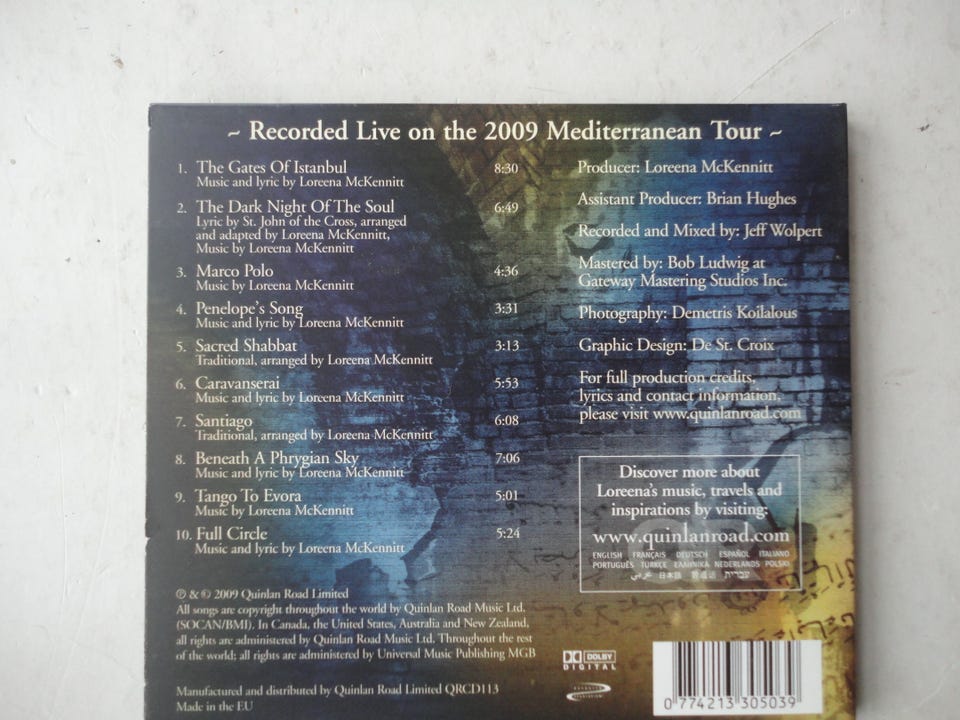 ~ Recorded Live on the 2009 Mediterranean Tour ~
1. The Gates Of Istanbul 8:30
Music and lyric by Loreena McKennitt
2. The Dark Night Of The Soul 6:49
Lyric by St. John of the Cross, arranged
and adapted by Loreena McKennitt,
Music by Loreena McKennitt
3. Marco Polo 4:36
Music by Loreena McKennitt
4. Penelope's Song 3:31
Music and lyric by Loreena McKennitt
5. Sacred Shabbat 3:13
Traditional, arranged by Loreena McKennitt
6. Caravanserai 5:53
Music and lyric by Loreena McKennitt
7. Santiago 6:08
Traditional, arranged by Loreena McKennitt
8. Beneath A Phrygian Sky 7:06
Music and lyric by Loreena McKennitt
9. Tango To Evora 5:01
Music by Loreena McKennitt
10. Full Circle 5:24
Music and lyric by Loreena McKennitt
Producer: Loreena McKennitt
Assistant Producer: Brian Hughes
Recorded and Mixed by: Jeff Wolpert
Mastered by: Bob Ludwig at
Gateway Mastering Studios Inc.
Photography: Demetris Koilalous
Graphic Design: De St. Croix
For full production credits,
lyrics and contact information,
please visit www.quinlanroad.com
Discover more about
Loreena's music, travels and
inspirations by visiting:
www.quinlanroad.com
ENGLISH FRANÇAIS DEUTSCH ESPAÑOL ITALIANO
PORTUGUÊS TÜRKÇE ΕΛΛΗΝΙΚΑ NEDERLANDS POLSKI
عربي 日本語 普通话 עברית
℗ & © 2009 Quinlan Road Limited
All songs are copyright throughout the world by Quinlan Road Music Ltd.
(SOCAN/BMI). In Canada, the United States, Australia and New Zealand,
all rights are administered by Quinlan Road Music Ltd. Throughout the rest
of the world; all rights are administered by Universal Music Publishing MGB
Manufactured and distributed by Quinlan Road Limited QRCD113
Made in the EU
DOLBY
DIGITAL
0 774213 305039